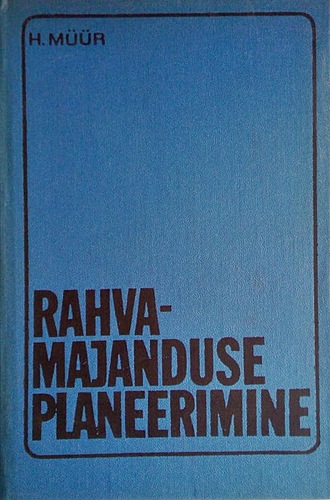 H. MÜÜR
RAHVA-
MAJANDUSE
PLANEERIMINE